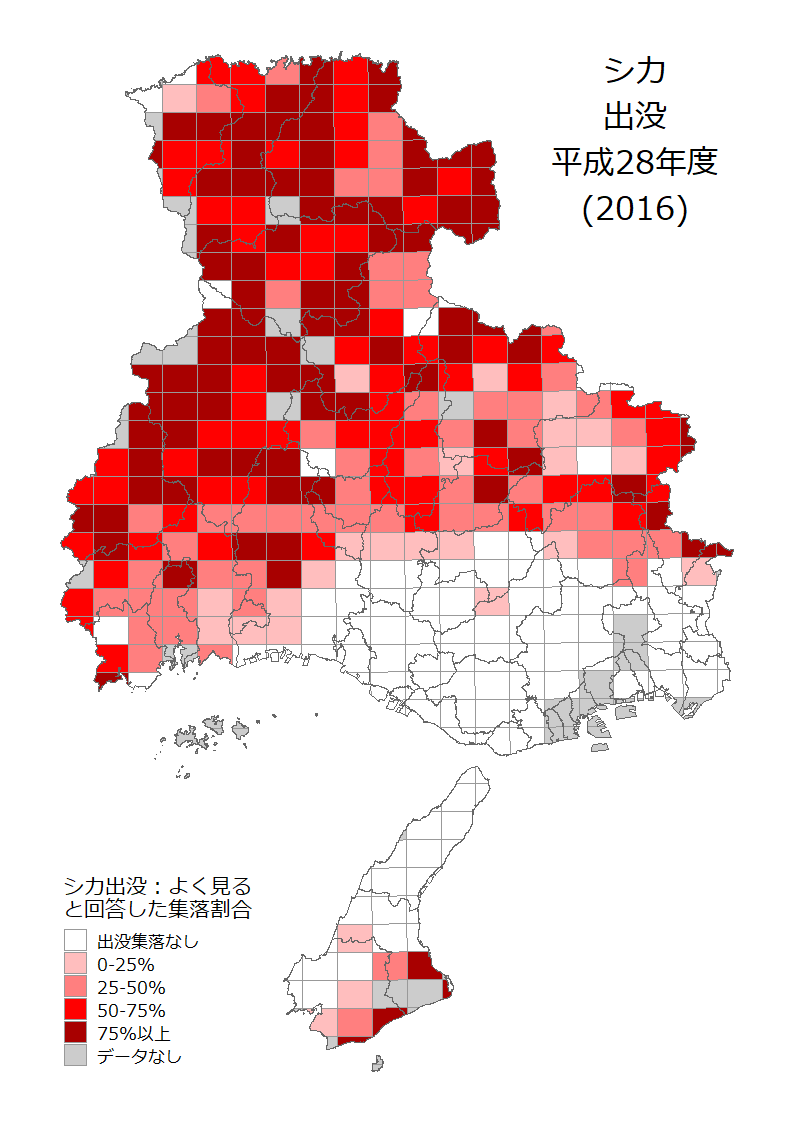 シカ
出没
平成28年度
(2016)
シカ出没：よく見る
と回答した集落割合
出没集落なし
0-25%
25-50%
50-75%
75%以上
データなし